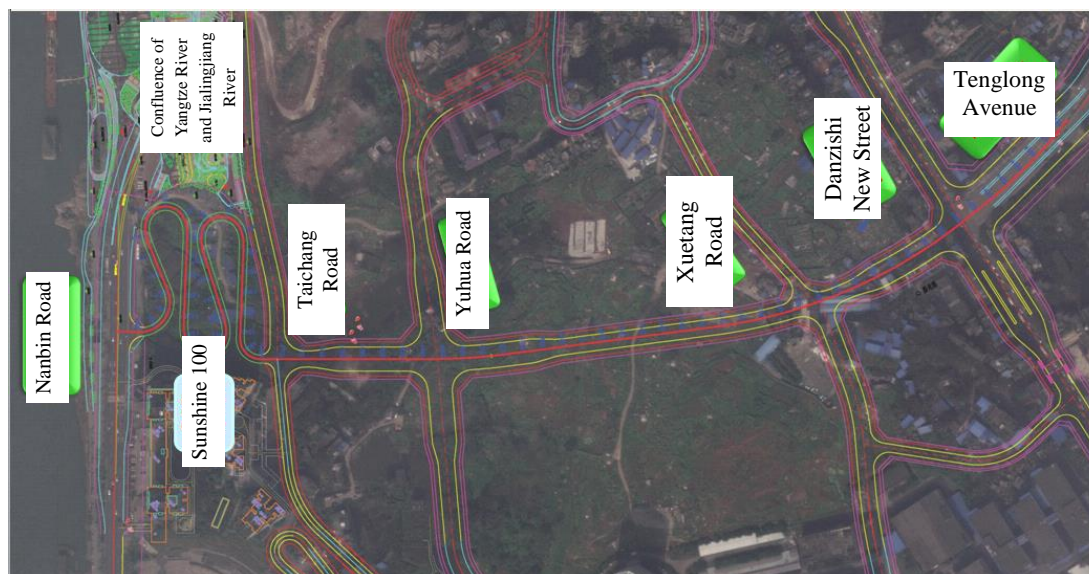 Confluence of
Yangtze River
and Jialingjiang
River
Nanbin Road
Sunshine 100
Taichang
Road
Yuhua Road
Xuetang
Road
Danzishi
New Street
Tenglong
Avenue